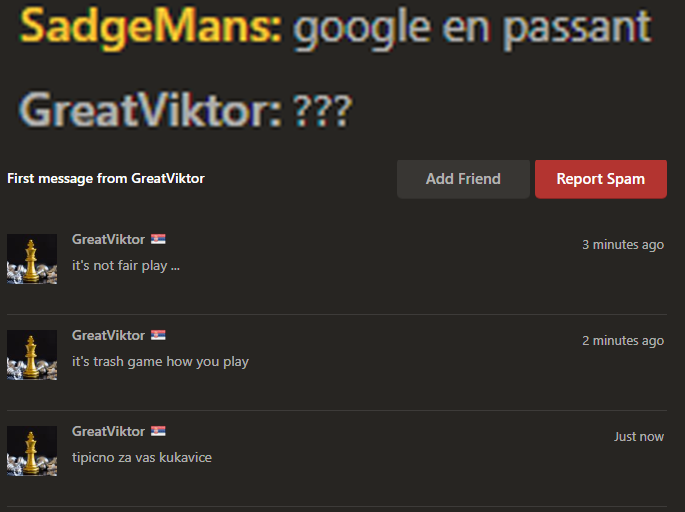 SadgeMans: google en passant
GreatViktor: ???
First message from GreatViktor
Add Friend
Report Spam
GreatViktor
3 minutes ago
it's not fair play ...
GreatViktor
2 minutes ago
it's trash game how you play
GreatViktor
Just now
tipicno za vas kukavice